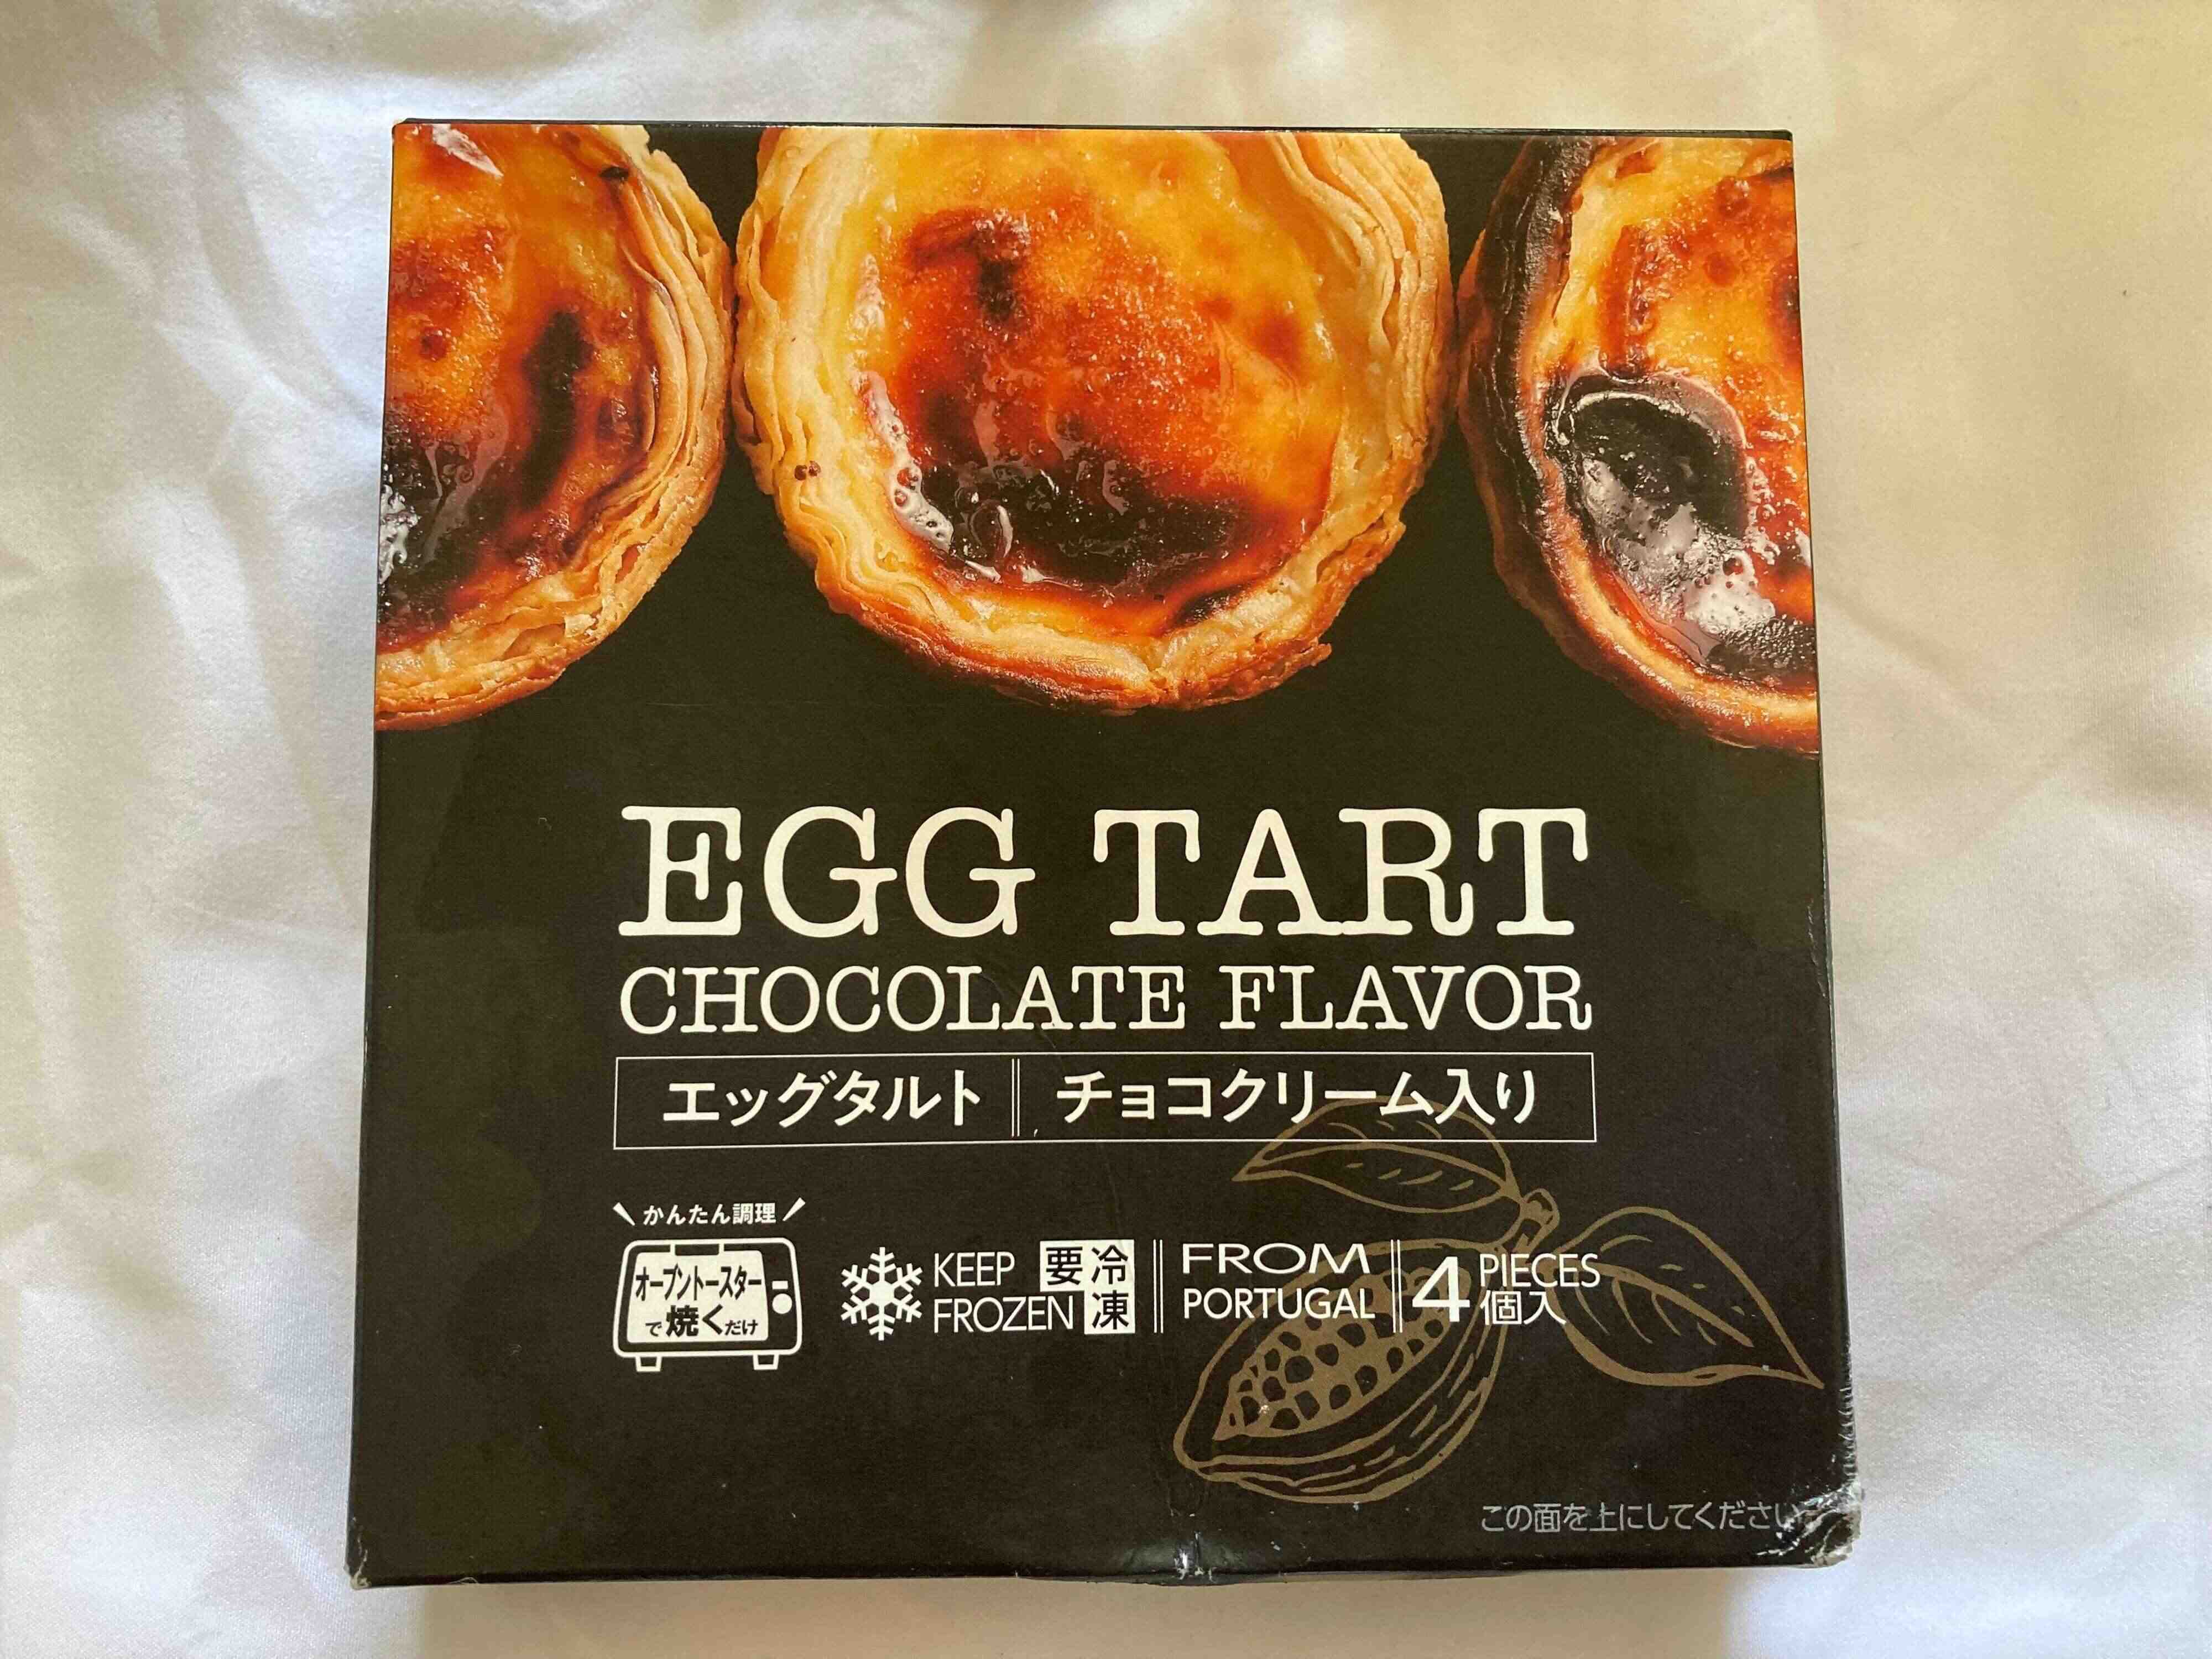 EGG TART
CHOCOLATE FLAVOR
エッグタルト チョコクリーム入り
かんたん調理
オーブントースター
で焼くだけ
KEEP
FROZEN
要冷
凍
FROM
PORTUGAL
4 PIECES
個入
この面を上にしてください